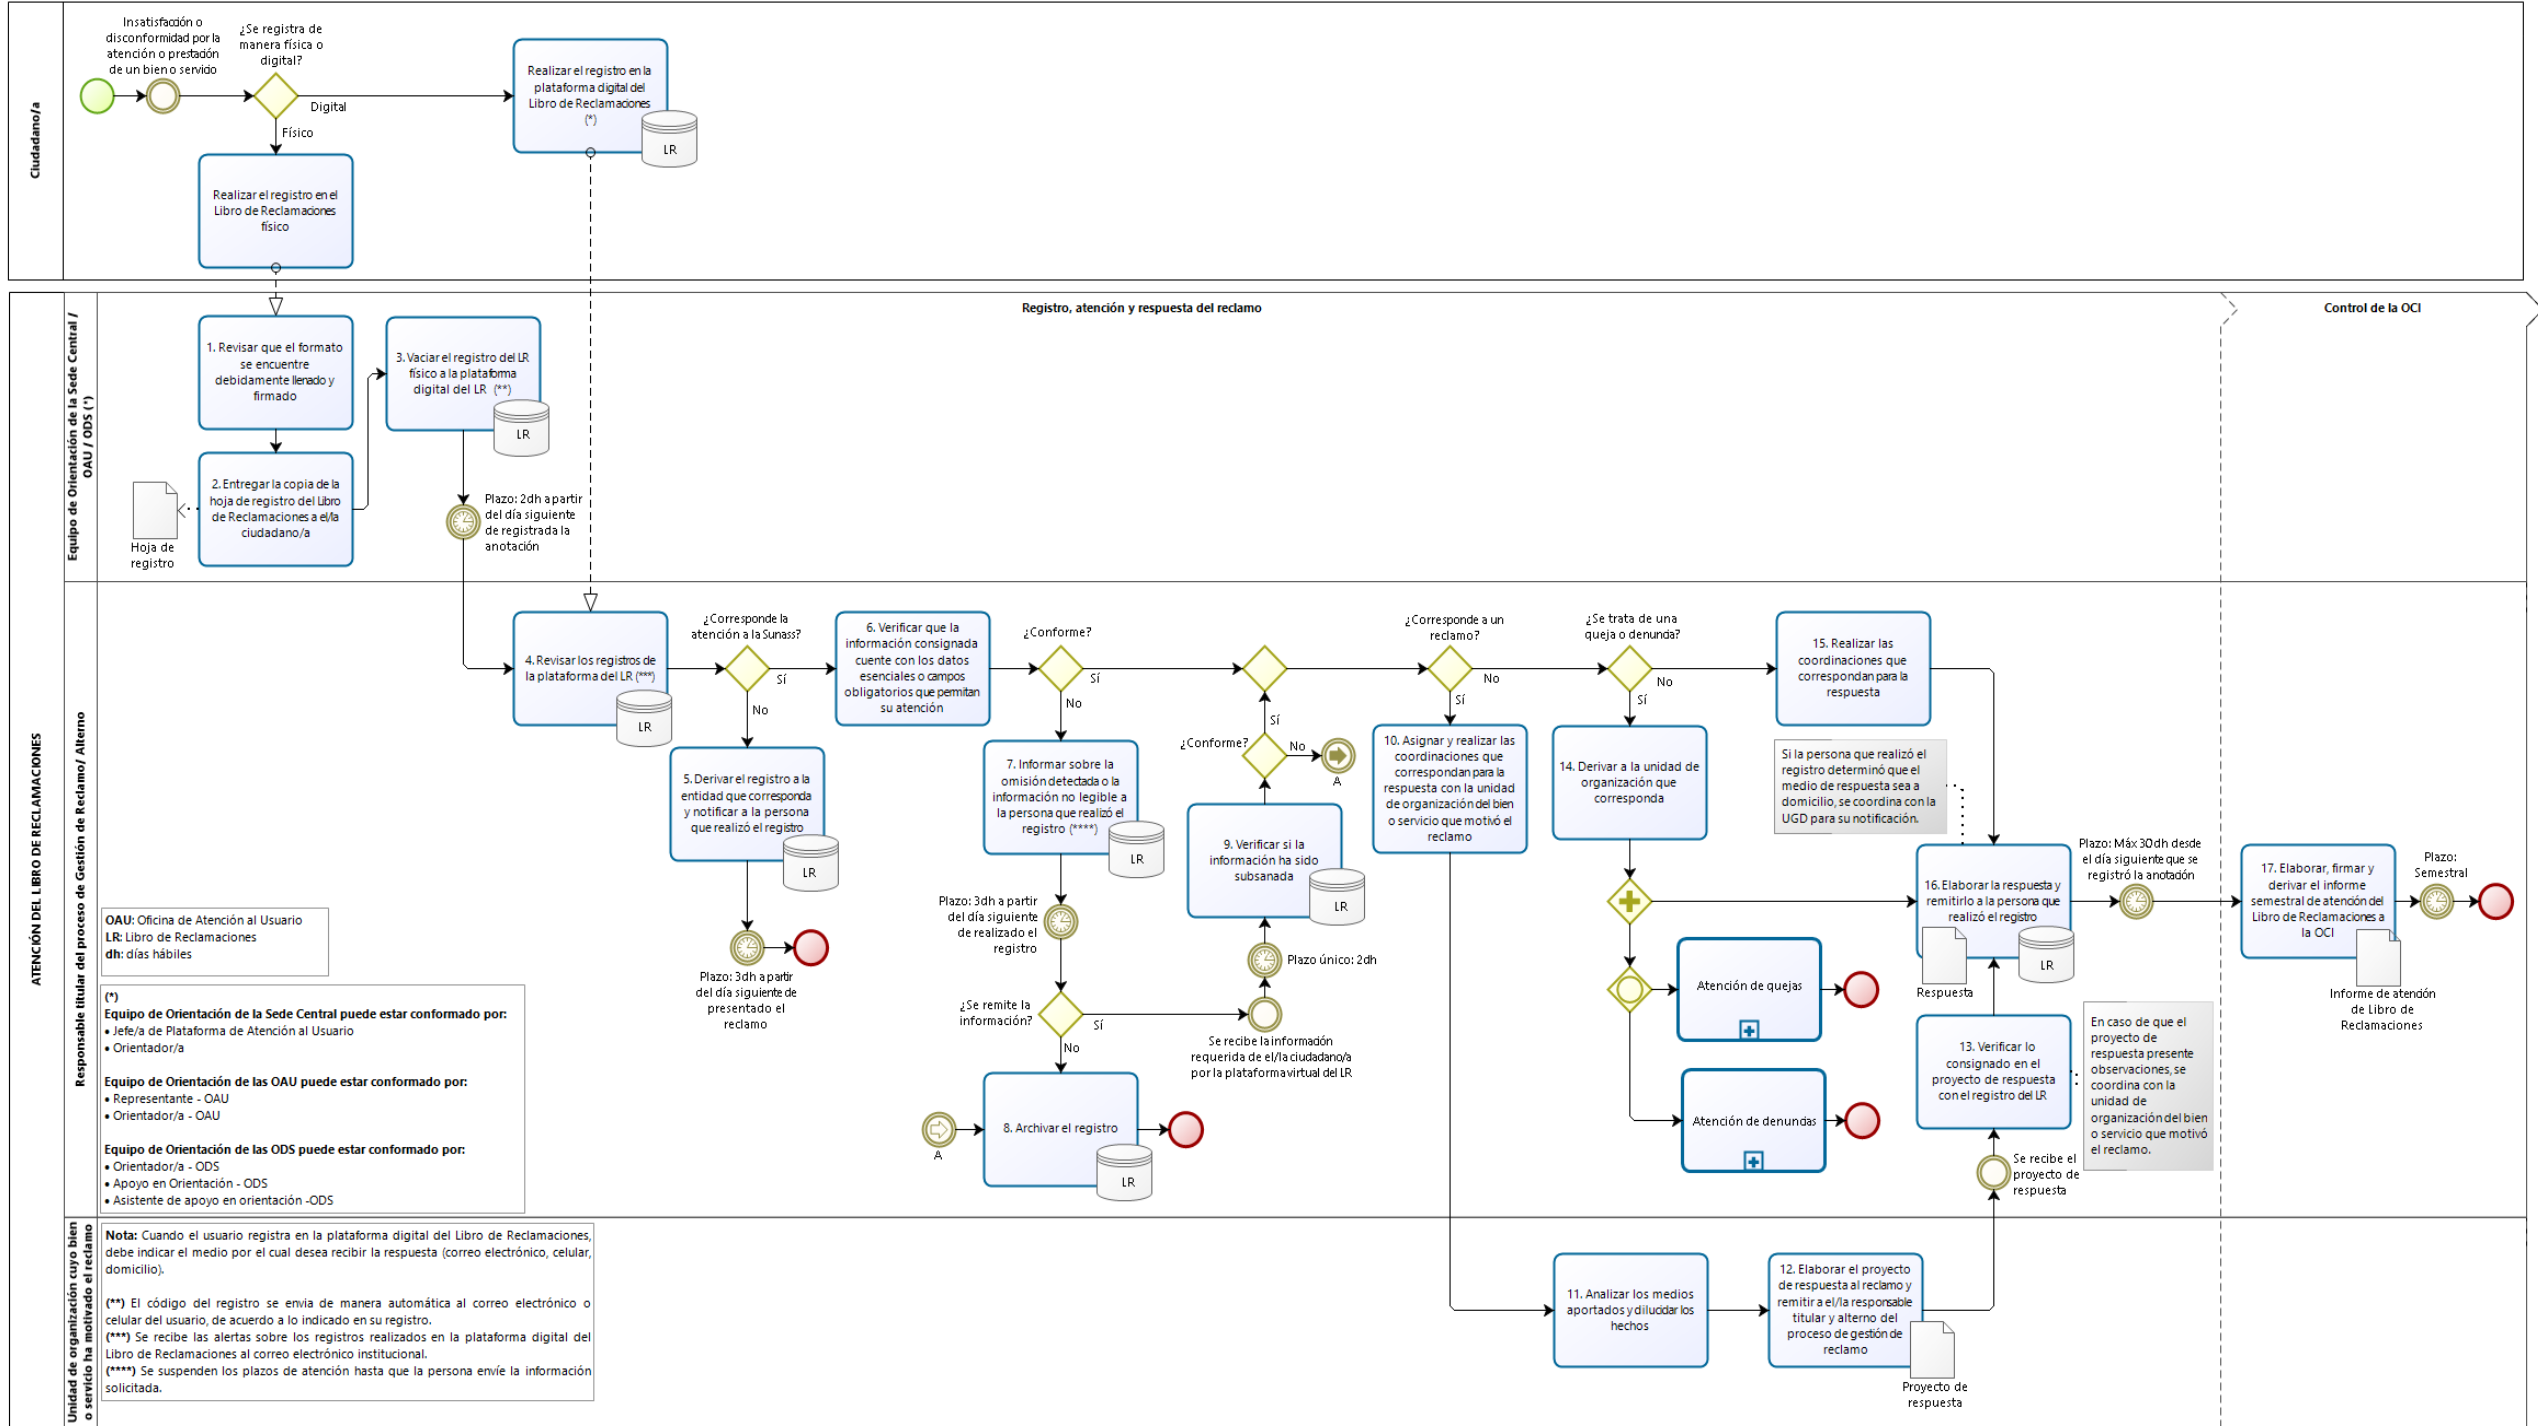 Ciudadano/a
Insatisfacción o
disconformidad por la
atención o prestación
de un bien o servicio
¿Se registra de
manera física o
digital?
Digital
Físico
Realizar el registro en la
plataforma digital del
Libro de Reclamaciones
(*)
LR
Realizar el registro en el
Libro de Reclamaciones
físico
ATENCIÓN DEL LIBRO DE RECLAMACIONES
Equipo de Orientación de la Sede Central /
OAU / ODS (*)
Registro, atención y respuesta del reclamo
Control de la OCI
1. Revisar que el formato
se encuentre
debidamente llenado y
firmado
2. Entregar la copia de la
hoja de registro del Libro
de Reclamaciones a el/la
ciudadano/a
Hoja de
registro
3. Vaciar el registro del LR
físico a la plataforma
digital del LR (**)
LR
Plazo: 2dh a partir
del día siguiente
de registrada la
anotación
Responsable titular del proceso de Gestión de Reclamo/ Alterno
4. Revisar los registros de
la plataforma del LR (***)
LR
¿Corresponde la
atención a la Sunass?
Sí
No
5. Derivar el registro a la
entidad que corresponda
y notificar a la persona
que realizó el registro
LR
Plazo: 3dh a partir
del día siguiente de
presentado el
reclamo
6. Verificar que la
información consignada
cuente con los datos
esenciales o campos
obligatorios que permitan
su atención
¿Conforme?
Sí
No
7. Informar sobre la
omisión detectada o la
información no legible a
la persona que realizó el
registro (****)
LR
Plazo: 3dh a partir
del día siguiente
de realizado el
registro
¿Se remite la
información?
Sí
No
A
8. Archivar el registro
LR
Se recibe la información
requerida de el/la ciudadano/a
por la plataforma virtual del LR
Plazo único: 2dh
9. Verificar si la
información ha sido
subsanada
LR
¿Conforme?
Sí
No
A
¿Corresponde a un
reclamo?
No
Sí
10. Asignar y realizar las
coordinaciones que
correspondan para la
respuesta con la unidad
de organización del bien
o servicio que motivó el
reclamo
¿Se trata de una
queja o denuncia?
No
Sí
14. Derivar a la unidad de
organización que
corresponda
Atención de quejas
Atención de denuncias
15. Realizar las
coordinaciones que
correspondan para la
respuesta
Si la persona que realizó el
registro determinó que el
medio de respuesta sea a
domicilio, se coordina con la
UGD para su notificación.
16. Elaborar la respuesta y
remitirlo a la persona que
realizó el registro
Respuesta
LR
Plazo: Máx 30dh desde
el día siguiente que se
registró la anotación
13. Verificar lo
consignado en el
proyecto de respuesta
con el registro del LR
En caso de que el
proyecto de
respuesta presente
observaciones, se
coordina con la
unidad de
organización del bien
o servicio que motivó
el reclamo.
Se recibe el
proyecto de
respuesta
17. Elaborar, firmar y
derivar el informe
semestral de atención del
Libro de Reclamaciones a
la OCI
Informe de atención
de Libro de
Reclamaciones
Plazo:
Semestral
OAU: Oficina de Atención al Usuario
LR: Libro de Reclamaciones
dh: días hábiles
(*)
Equipo de Orientación de la Sede Central puede estar conformado por:
• Jefe/a de Plataforma de Atención al Usuario
• Orientador/a
Equipo de Orientación de las OAU puede estar conformado por:
• Representante - OAU
• Orientador/a - OAU
Equipo de Orientación de las ODS puede estar conformado por:
• Orientador/a - ODS
• Apoyo en Orientación - ODS
• Asistente de apoyo en orientación -ODS
Unidad de organización cuyo bien
o servicio ha motivado el reclamo
Nota: Cuando el usuario registra en la plataforma digital del Libro de Reclamaciones,
debe indicar el medio por el cual desea recibir la respuesta (correo electrónico, celular,
domicilio).
(**) El código del registro se envia de manera automática al correo electrónico o
celular del usuario, de acuerdo a lo indicado en su registro.
(***) Se recibe las alertas sobre los registros realizados en la plataforma digital del
Libro de Reclamaciones al correo electrónico institucional.
(****) Se suspenden los plazos de atención hasta que la persona envíe la información
solicitada.
11. Analizar los medios
aportados y dilucidar los
hechos
12. Elaborar el proyecto
de respuesta al reclamo y
remitir a el/la responsable
titular y alterno del
proceso de gestión de
reclamo
Proyecto de
respuesta